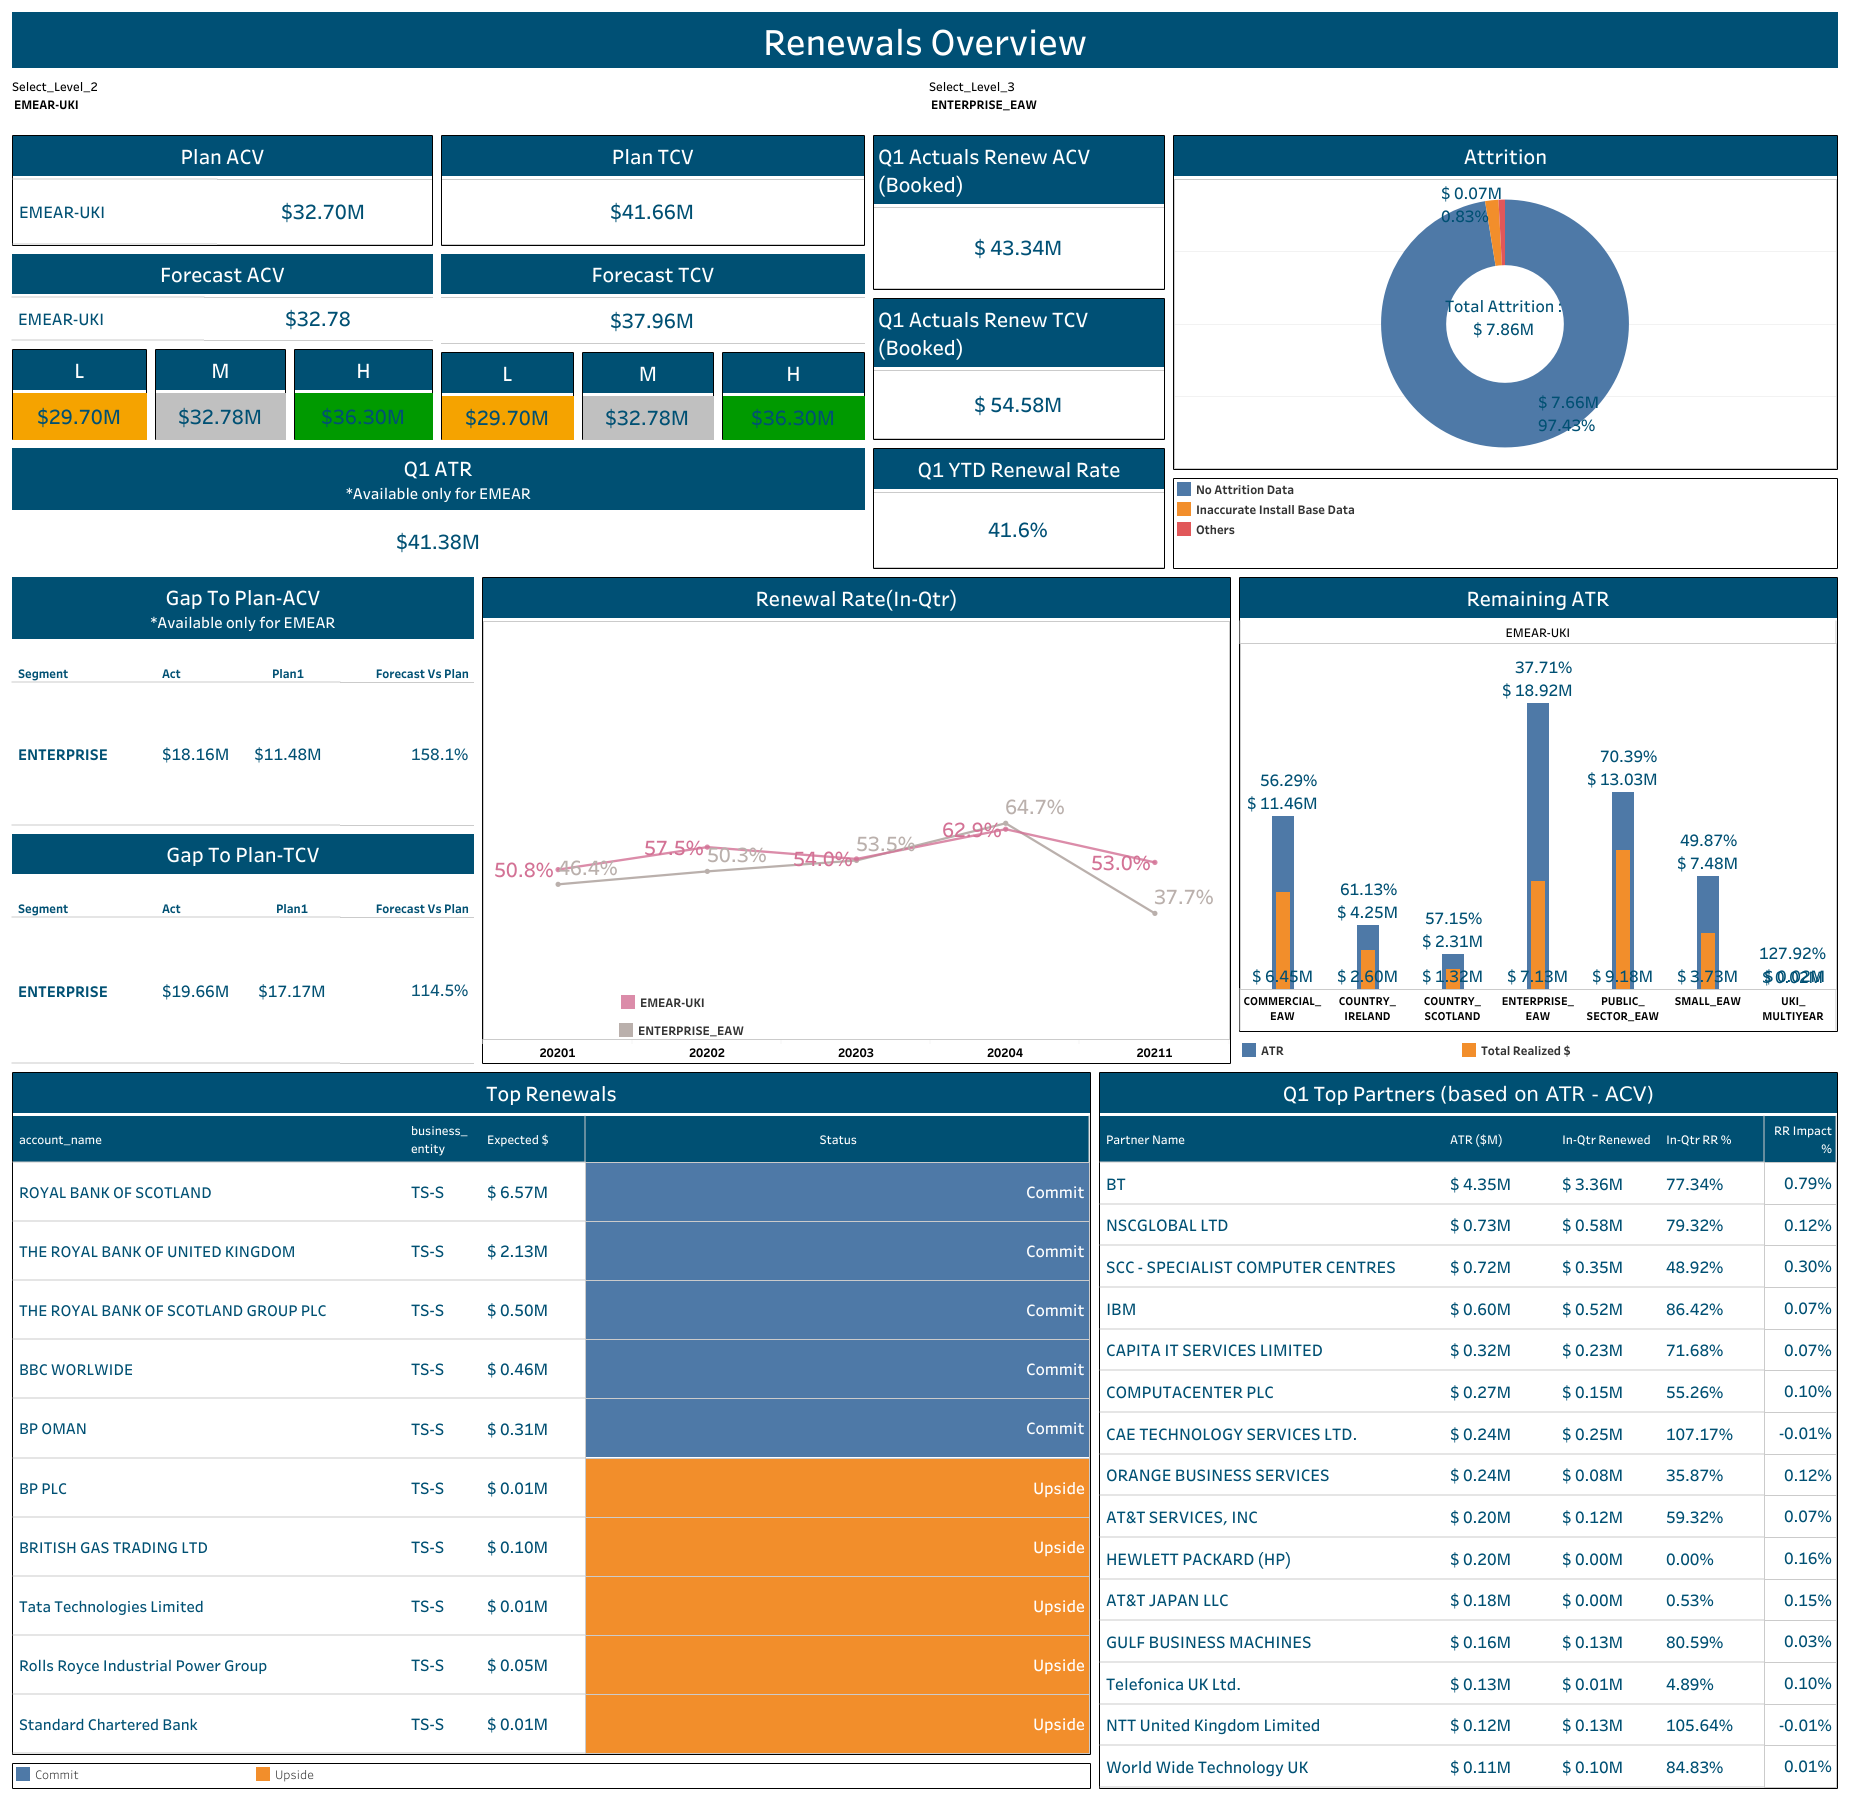 Renewals Overview
Select_Level_2
EMEAR-UKI
Select_Level_3
ENTERPRISE_EAW
Plan ACV
EMEAR-UKI $32.70M
Plan TCV
$41.66M
Q1 Actuals Renew ACV
(Booked)
$ 43.34M
Attrition
$ 0.07M
0.83%
Total Attrition :
$ 7.86M
$ 7.66M
97.43%
No Attrition Data
Inaccurate Install Base Data
Others
Forecast ACV
EMEAR-UKI $32.78
L M H
$29.70M $32.78M $36.30M
Forecast TCV
$37.96M
L M H
$29.70M $32.78M $36.30M
Q1 Actuals Renew TCV
(Booked)
$ 54.58M
Q1 ATR
*Available only for EMEAR
$41.38M
Q1 YTD Renewal Rate
41.6%
Gap To Plan-ACV
*Available only for EMEAR
Segment Act Plan1 Forecast Vs Plan
ENTERPRISE $18.16M $11.48M 158.1%
Gap To Plan-TCV
Segment Act Plan1 Forecast Vs Plan
ENTERPRISE $19.66M $17.17M 114.5%
Renewal Rate(In-Qtr)
50.8% 57.5% 54.0% 62.9% 53.0%
46.4% 50.3% 53.5% 64.7% 37.7%
EMEAR-UKI
ENTERPRISE_EAW
20201 20202 20203 20204 20211
Remaining ATR
EMEAR-UKI
56.29% 61.13% 57.15% 37.71% 70.39% 49.87% 127.92%
$ 11.46M $ 4.25M $ 2.31M $ 18.92M $ 13.03M $ 7.48M
$ 6.45M $ 2.60M $ 1.32M $ 7.13M $ 9.18M $ 3.73M $ 0.02M
COMMERCIAL_ COUNTRY_ COUNTRY_ ENTERPRISE_ PUBLIC_ SMALL_EAW UKI_
EAW IRELAND SCOTLAND EAW SECTOR_EAW MULTIYEAR
ATR Total Realized $
Top Renewals
account_name business_ Expected $ Status
entity
ROYAL BANK OF SCOTLAND TS-S $ 6.57M Commit
THE ROYAL BANK OF UNITED KINGDOM TS-S $ 2.13M Commit
THE ROYAL BANK OF SCOTLAND GROUP PLC TS-S $ 0.50M Commit
BBC WORLWIDE TS-S $ 0.46M Commit
BP OMAN TS-S $ 0.31M Commit
BP PLC TS-S $ 0.01M Upside
BRITISH GAS TRADING LTD TS-S $ 0.10M Upside
Tata Technologies Limited TS-S $ 0.01M Upside
Rolls Royce Industrial Power Group TS-S $ 0.05M Upside
Standard Chartered Bank TS-S $ 0.01M Upside
Commit Upside
Q1 Top Partners (based on ATR - ACV)
Partner Name ATR ($M) In-Qtr Renewed In-Qtr RR % RR Impact
%
BT $ 4.35M $ 3.36M 77.34% 0.79%
NSCGLOBAL LTD $ 0.73M $ 0.58M 79.32% 0.12%
SCC - SPECIALIST COMPUTER CENTRES $ 0.72M $ 0.35M 48.92% 0.30%
IBM $ 0.60M $ 0.52M 86.42% 0.07%
CAPITA IT SERVICES LIMITED $ 0.32M $ 0.23M 71.68% 0.07%
COMPUTACENTER PLC $ 0.27M $ 0.15M 55.26% 0.10%
CAE TECHNOLOGY SERVICES LTD. $ 0.24M $ 0.25M 107.17% -0.01%
ORANGE BUSINESS SERVICES $ 0.24M $ 0.08M 35.87% 0.12%
AT&T SERVICES, INC $ 0.20M $ 0.12M 59.32% 0.07%
HEWLETT PACKARD (HP) $ 0.20M $ 0.00M 0.00% 0.16%
AT&T JAPAN LLC $ 0.18M $ 0.00M 0.53% 0.15%
GULF BUSINESS MACHINES $ 0.16M $ 0.13M 80.59% 0.03%
Telefonica UK Ltd. $ 0.13M $ 0.01M 4.89% 0.10%
NTT United Kingdom Limited $ 0.12M $ 0.13M 105.64% -0.01%
World Wide Technology UK $ 0.11M $ 0.10M 84.83% 0.01%